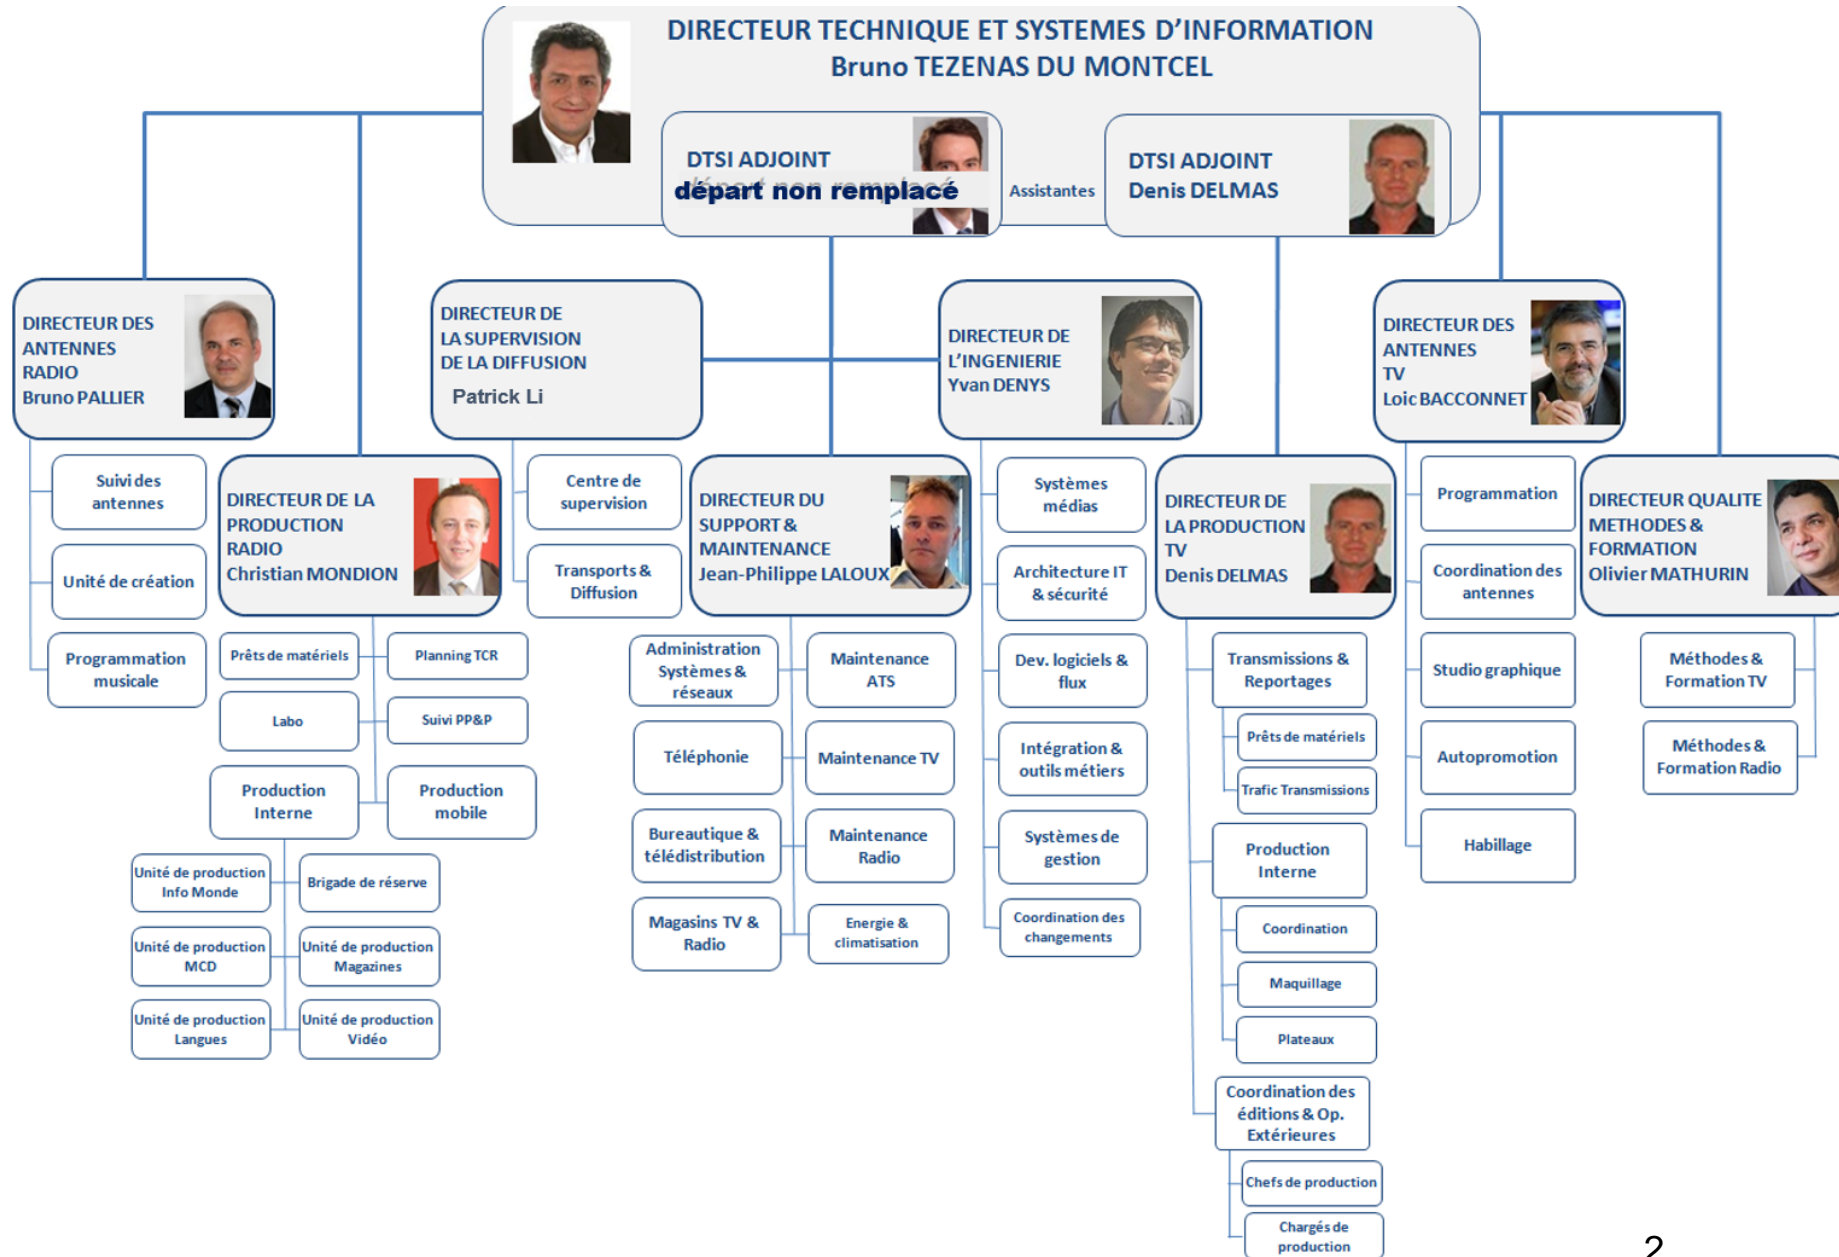 DIRECTEUR TECHNIQUE ET SYSTEMES D'INFORMATION
Bruno TEZENAS DU MONTCEL
DTSI ADJOINT
départ non remplacé
Assistantes
DTSI ADJOINT
Denis DELMAS
DIRECTEUR DES
ANTENNES
RADIO
Bruno PALLIER
DIRECTEUR DE
LA SUPERVISION
DE LA DIFFUSION
Patrick Li
DIRECTEUR DE
L'INGENIERIE
Yvan DENYS
DIRECTEUR DES
ANTENNES
TV
Loic BACCONNET
Suivi des
antennes
Unité de création
Programmation
musicale
DIRECTEUR DE LA
PRODUCTION
RADIO
Christian MONDION
Centre de
supervision
Transports &
Diffusion
DIRECTEUR DU
SUPPORT &
MAINTENANCE
Jean-Philippe LALOUX
Systèmes
médias
Architecture IT
& sécurité
Dev. logiciels &
flux
Intégration &
outils métiers
Systèmes de
gestion
Coordination des
changements
DIRECTEUR DE
LA PRODUCTION
TV
Denis DELMAS
Programmation
Coordination des
antennes
Studio graphique
Autopromotion
Habillage
DIRECTEUR QUALITE
METHODES &
FORMATION
Olivier MATHURIN
Prêts de matériels
Planning TCR
Labo
Suivi PP&P
Production
Interne
Production
mobile
Unité de production
Info Monde
Brigade de réserve
Unité de production
MCD
Unité de production
Magazines
Unité de production
Langues
Unité de production
Vidéo
Administration
Systèmes &
réseaux
Maintenance
ATS
Téléphonie
Maintenance TV
Bureautique &
télédistribution
Maintenance
Radio
Magasins TV &
Radio
Energie &
climatisation
Transmissions &
Reportages
Prêts de matériels
Trafic Transmissions
Production
Interne
Coordination
Maquillage
Plateaux
Coordination des
éditions & Op.
Extérieures
Chefs de production
Chargés de
production
Méthodes &
Formation TV
Méthodes &
Formation Radio
2